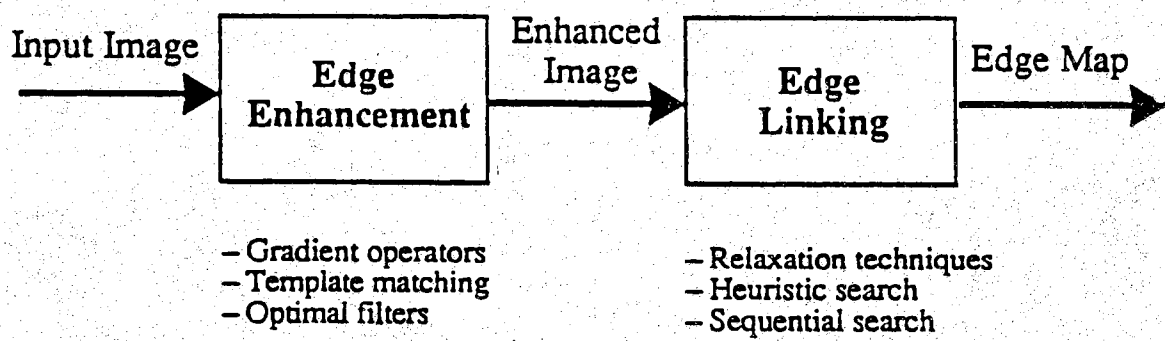 Input Image
Edge
Enhancement
Enhanced
Image
Edge
Linking
Edge Map
– Gradient operators
– Template matching
– Optimal filters
– Relaxation techniques
– Heuristic search
– Sequential search